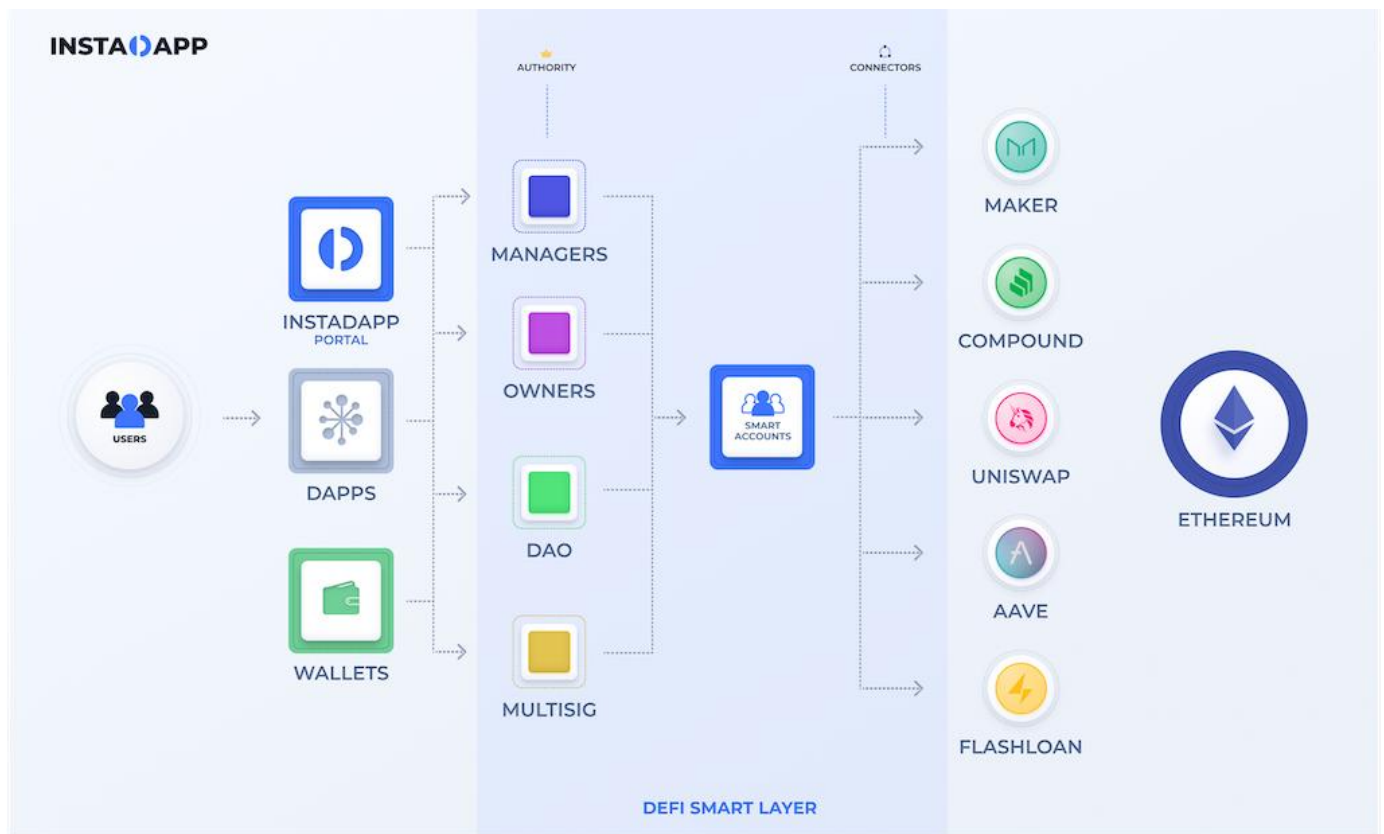 INSTADAPP
AUTHORITY
CONNECTORS
USERS
INSTADAPP
PORTAL
DAPPS
WALLETS
MANAGERS
OWNERS
DAO
MULTISIG
SMART
ACCOUNTS
MAKER
COMPOUND
UNISWAP
AAVE
FLASHLOAN
ETHEREUM
DEFI SMART LAYER